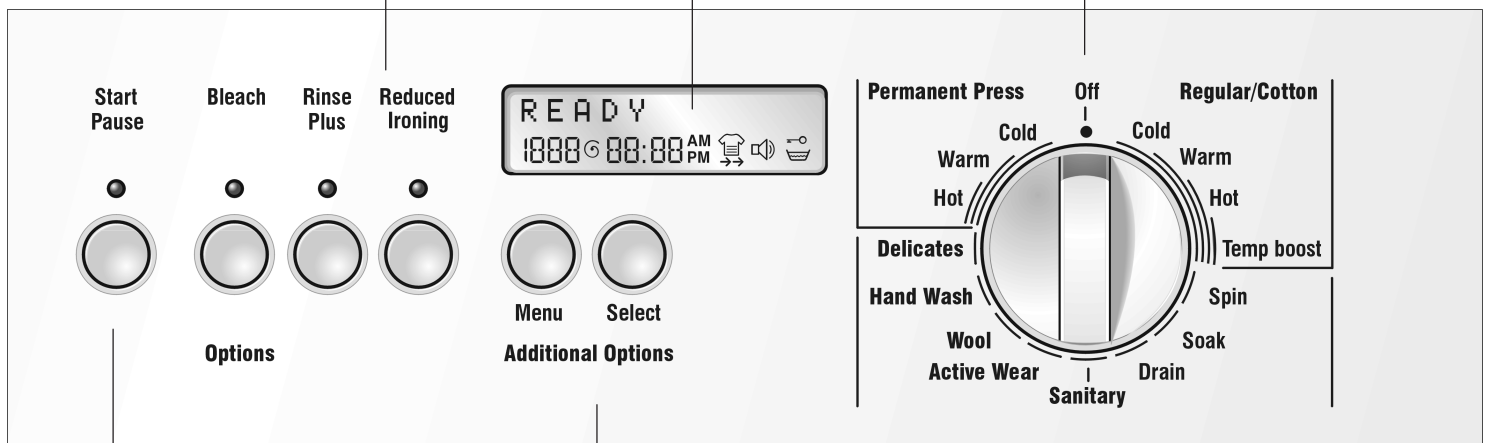 Start
Pause
Bleach
Rinse
Plus
Reduced
Ironing
READY
1888 88:88 AM
PM
Menu
Select
Options
Additional Options
Permanent Press
Off
Regular/Cotton
Cold
Cold
Warm
Warm
Hot
Hot
Delicates
Temp boost
Hand Wash
Spin
Wool
Soak
Active Wear
Drain
Sanitary